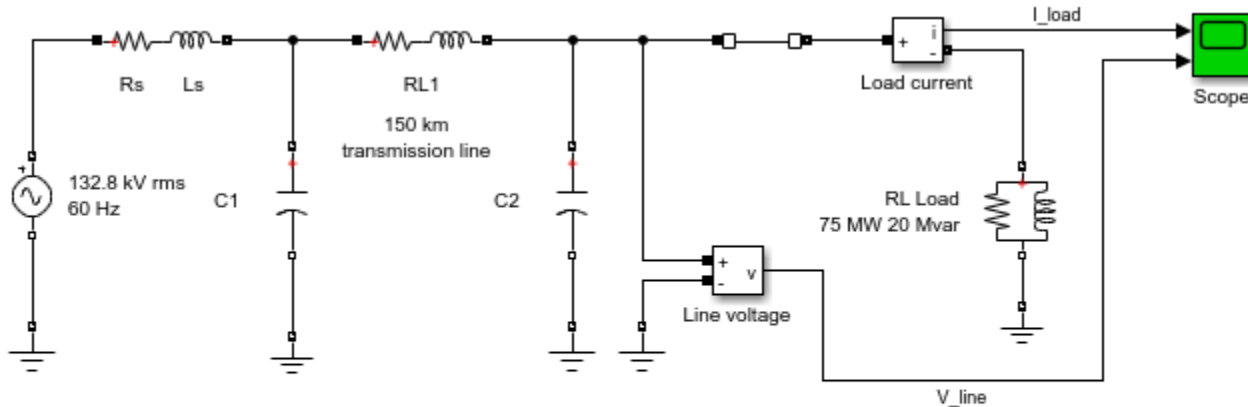 I_load
+
i
-
Load current
Scope
Rs
Ls
RL1
150 km
transmission line
+
132.8 kV rms
60 Hz
C1
C2
RL Load
75 MW 20 Mvar
+
-
v
Line voltage
V_line